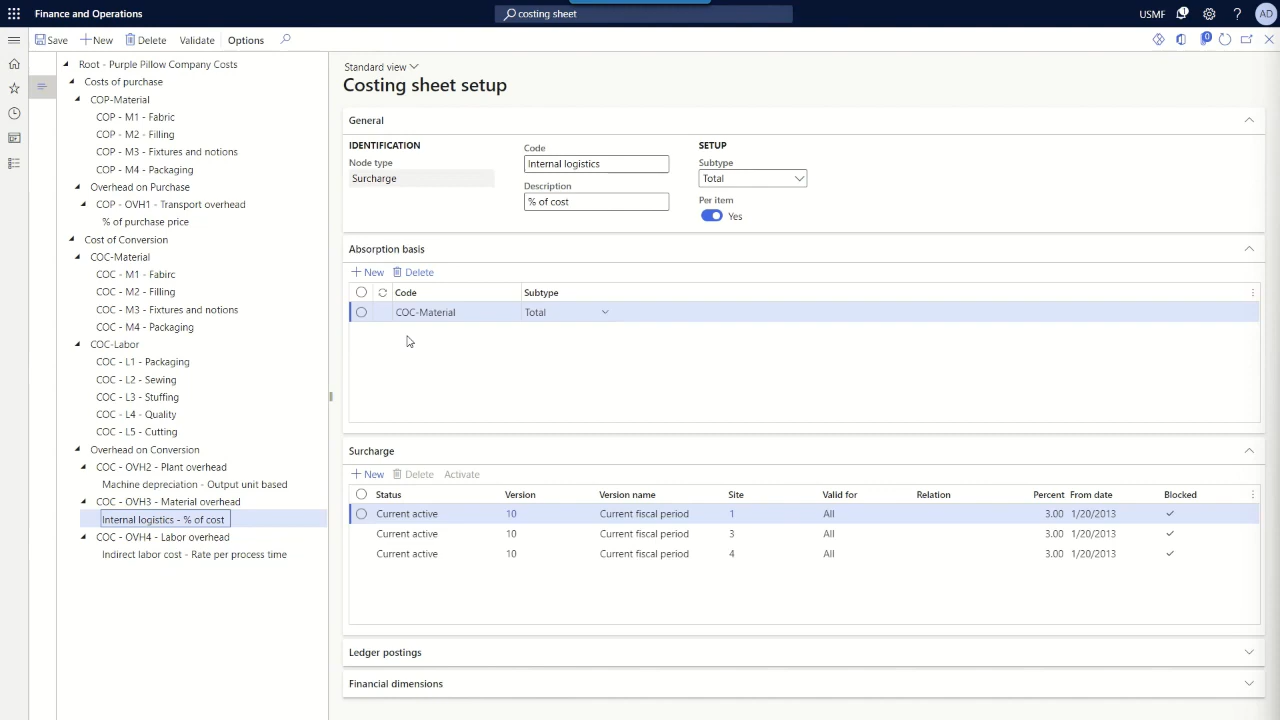 Finance and Operations
costing sheet
USMF
AD
Save
New
Delete
Validate
Options
0
Root - Purple Pillow Company Costs
Costs of purchase
COP-Material
COP - M1 - Fabric
COP - M2 - Filling
COP - M3 - Fixtures and notions
COP - M4 - Packaging
Overhead on Purchase
COP - OVH1 - Transport overhead
% of purchase price
Cost of Conversion
COC-Material
COC - M1 - Fabirc
COC - M2 - Filling
COC - M3 - Fixtures and notions
COC - M4 - Packaging
COC-Labor
COC - L1 - Packaging
COC - L2 - Sewing
COC - L3 - Stuffing
COC - L4 - Quality
COC - L5 - Cutting
Overhead on Conversion
COC - OVH2 - Plant overhead
Machine depreciation - Output unit based
COC - OVH3 - Material overhead
Internal logistics - % of cost
COC - OVH4 - Labor overhead
Indirect labor cost - Rate per process time
Standard view
Costing sheet setup
General
IDENTIFICATION
Node type
Surcharge
Code
Internal logistics
Description
% of cost
SETUP
Subtype
Total
Per item
Yes
Absorption basis
New Delete
Code Subtype
COC-Material Total
Surcharge
New Delete Activate
Status Version Version name Site Valid for Relation Percent From date Blocked
Current active 10 Current fiscal period 1 All 3.00 1/20/2013
Current active 10 Current fiscal period 3 All 3.00 1/20/2013
Current active 10 Current fiscal period 4 All 3.00 1/20/2013
Ledger postings
Financial dimensions